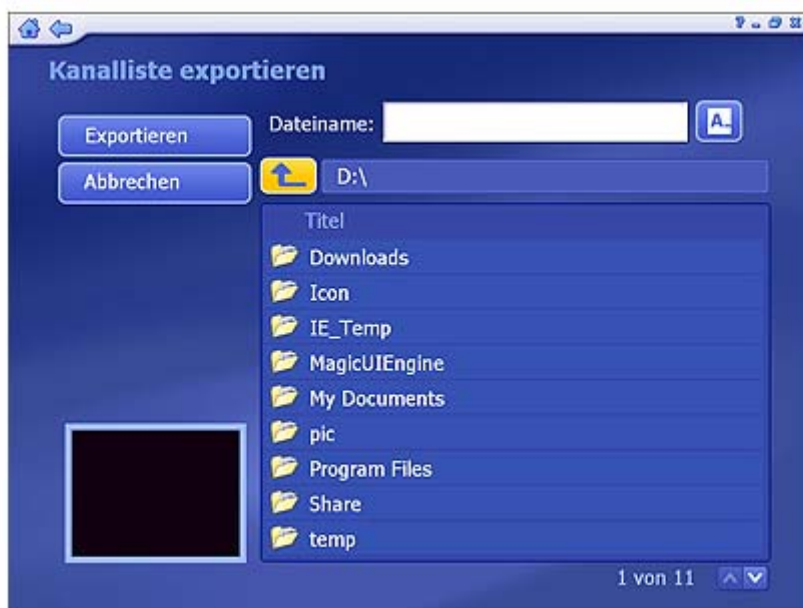 Kanalliste exportieren
Exportieren
Abbrechen
Dateiname:
A...
D:\
Titel
Downloads
Icon
IE_Temp
MagicUIEngine
My Documents
pic
Program Files
Share
temp
1 von 11